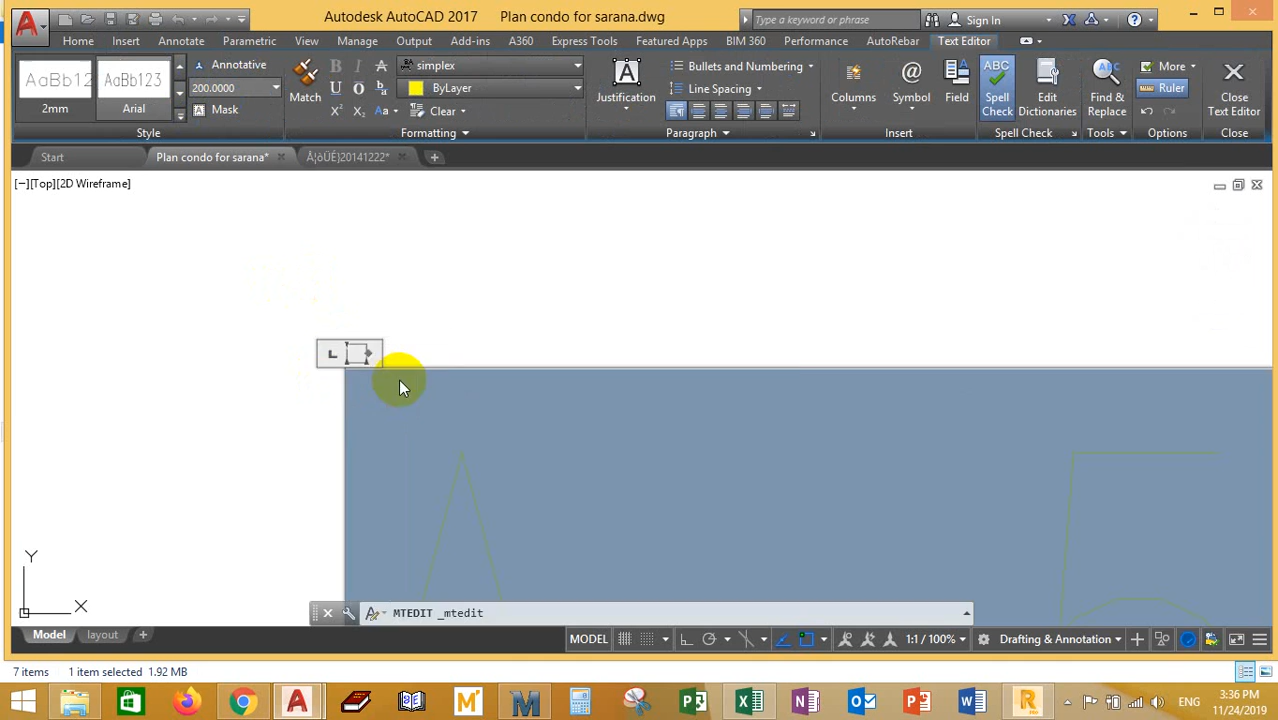 Autodesk AutoCAD 2017 Plan condo for sarana.dwg
Type a keyword or phrase
Sign In
Home Insert Annotate Parametric View Manage Output Add-ins A360 Express Tools Featured Apps BIM 360 Performance AutoRebar Text Editor
AaBb12 AaBb123
2mm Arial
Annotative
200.0000
Mask
Style
Match
simplex
ByLayer
Aa
Clear
Formatting
Justification
Bullets and Numbering
Line Spacing
Paragraph
Columns Symbol Field
Insert
ABC
Spell Check
Edit Dictionaries
Spell Check
Find & Replace
Tools
More
Ruler
Options
Close Text Editor
Close
Start Plan condo for sarana* Å¦òÜÉ}20141222*
[−][Top][2D Wireframe]
Y
X
MTEDIT _mtedit
Model layout
MODEL 1:1 / 100% Drafting & Annotation
7 items 1 item selected 1.92 MB
ENG 3:36 PM
11/24/2019